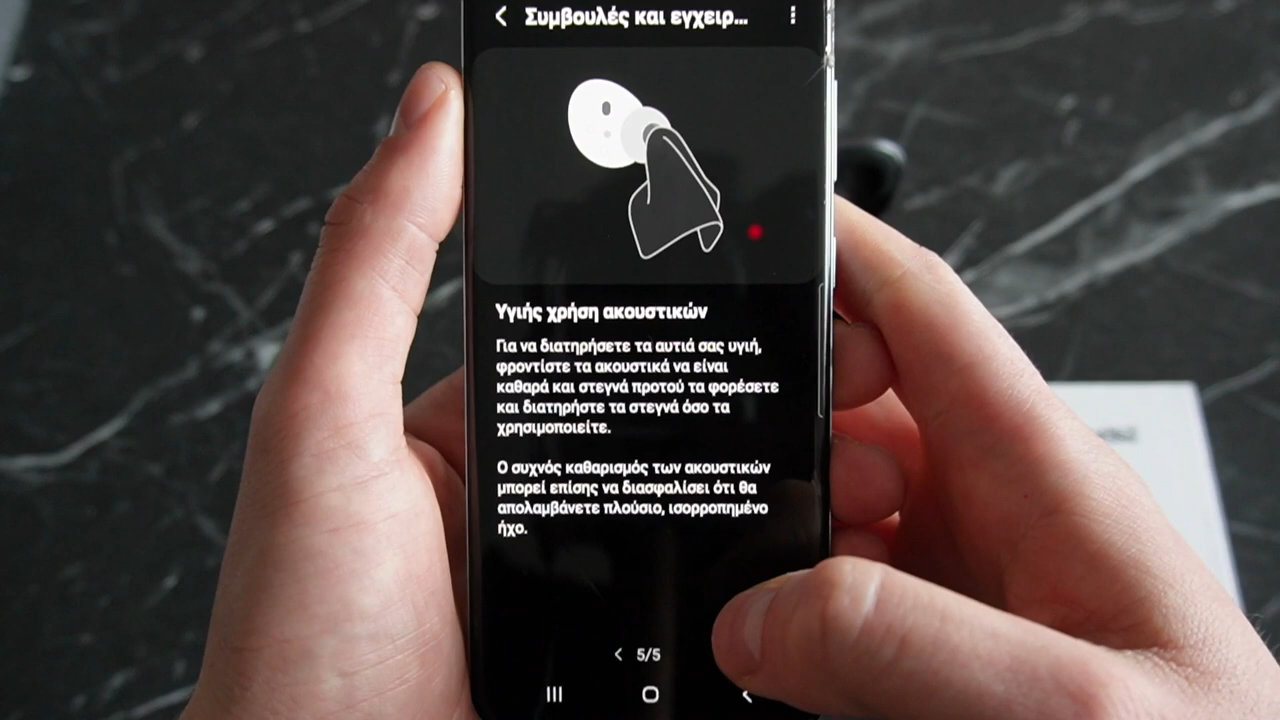 Συμβουλές και εγχειρ...
Υγιής χρήση ακουστικών
Για να διατηρήσετε τα αυτιά σας υγιή,
φροντίστε τα ακουστικά να είναι
καθαρά και στεγνά προτού τα φορέσετε
και διατηρήστε τα στεγνά όσο τα
χρησιμοποιείτε.
Ο συχνός καθαρισμός των ακουστικών
μπορεί επίσης να διασφαλίσει ότι θα
απολαμβάνετε πλούσιο, ισορροπημένο
ήχο.
5/5